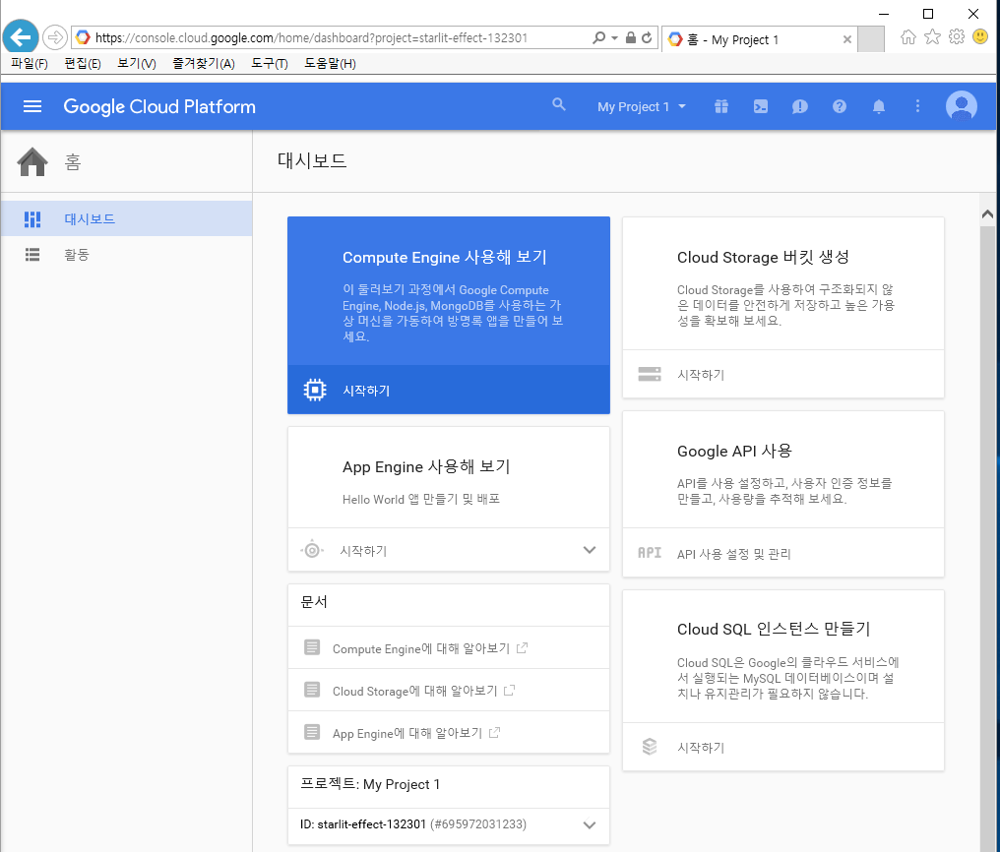 https://console.cloud.google.com/home/dashboard?project=starlit-effect-132301
홈 - My Project 1
파일(F) 편집(E) 보기(V) 즐겨찾기(A) 도구(T) 도움말(H)
Google Cloud Platform
My Project 1
홈
대시보드
대시보드
활동
Compute Engine 사용해 보기
이 둘러보기 과정에서 Google Compute
Engine, Node.js, MongoDB를 사용하는 가
상 머신을 가동하여 방명록 앱을 만들어 보
세요.
시작하기
App Engine 사용해 보기
Hello World 앱 만들기 및 배포
시작하기
문서
Compute Engine에 대해 알아보기
Cloud Storage에 대해 알아보기
App Engine에 대해 알아보기
프로젝트: My Project 1
ID: starlit-effect-132301 (#695972031233)
Cloud Storage 버킷 생성
Cloud Storage를 사용하여 구조화되지 않
은 데이터를 안전하게 저장하고 높은 가용
성을 확보해 보세요.
시작하기
Google API 사용
API를 사용 설정하고, 사용자 인증 정보를
만들고, 사용량을 추적해 보세요.
API API 사용 설정 및 관리
Cloud SQL 인스턴스 만들기
Cloud SQL은 Google의 클라우드 서비스에
서 실행되는 MySQL 데이터베이스이며 설
치나 유지관리가 필요하지 않습니다.
시작하기